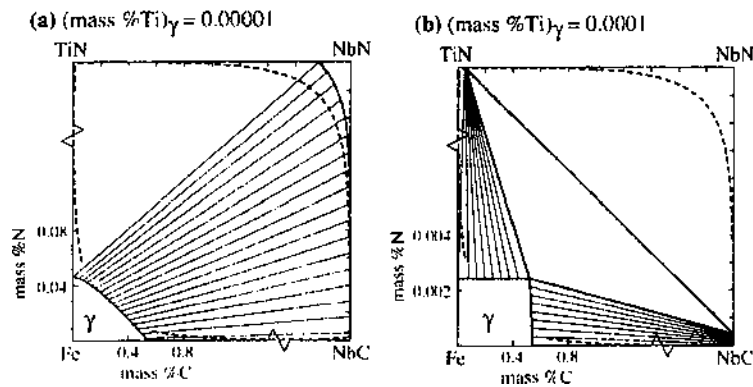 (a) (mass %Ti)γ = 0.00001
TiN NbN
mass %N
0.08
0.04
γ
Fe 0.4 0.8 NbC
mass %C
(b) (mass %Ti)γ = 0.0001
TiN NbN
mass %N
0.004
0.002
γ
Fe 0.4 0.8 NbC
mass %C